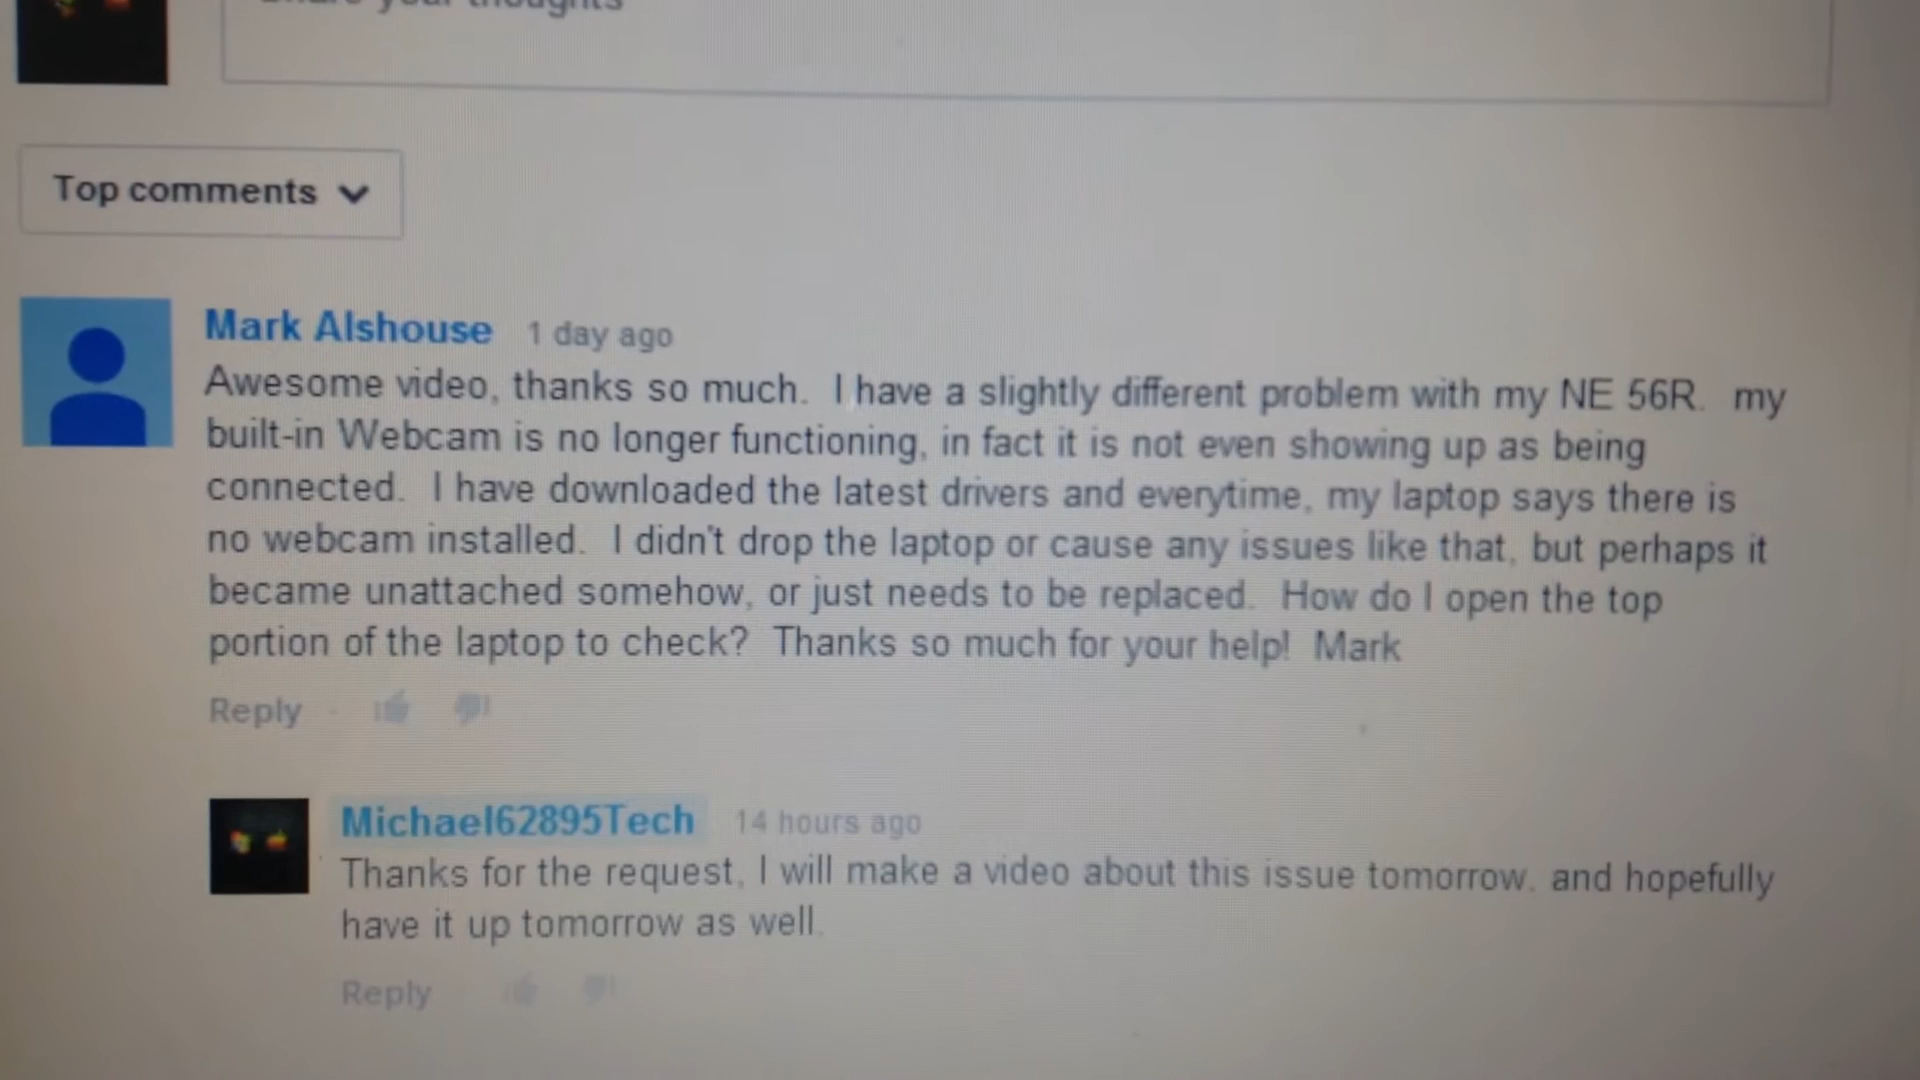 Share your thoughts
Top comments
Mark Alshouse 1 day ago
Awesome video, thanks so much. I have a slightly different problem with my NE 56R. my
built-in Webcam is no longer functioning, in fact it is not even showing up as being
connected. I have downloaded the latest drivers and everytime, my laptop says there is
no webcam installed. I didn't drop the laptop or cause any issues like that, but perhaps it
became unattached somehow, or just needs to be replaced. How do I open the top
portion of the laptop to check? Thanks so much for your help! Mark
Reply
Michael62895Tech 14 hours ago
Thanks for the request, I will make a video about this issue tomorrow, and hopefully
have it up tomorrow as well.
Reply